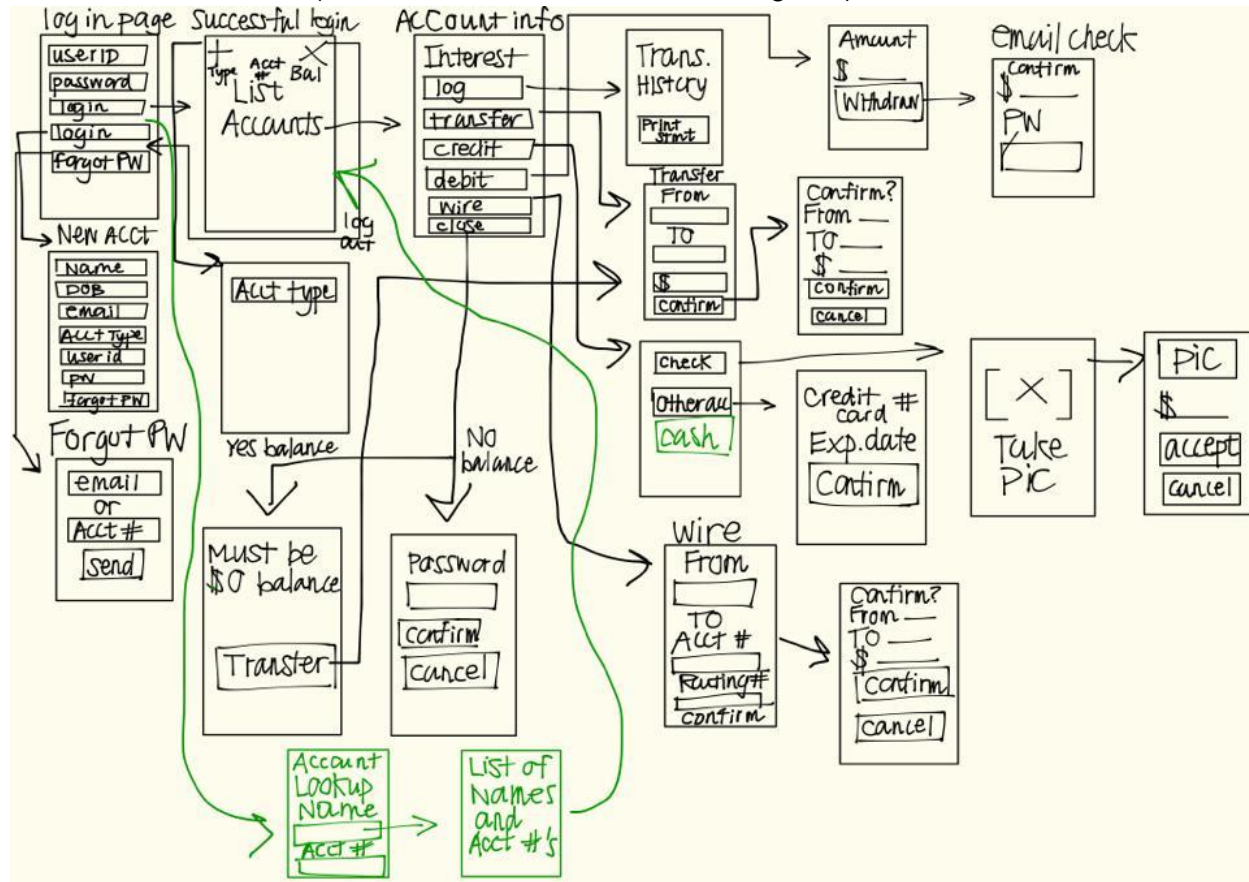 log in page
userID
password
login
login
forgot PW
Successful login
+
Type
Acct
#
X
Bal
List
Accounts
log
out
Account info
Interest
log
transfer
credit
debit
wire
close
Trans.
History
Print
stmt
Amount
$
Withdraw
email check
Confirm
$
PW
New Acct
Name
DOB
email
Acct Type
user id
pw
forgot PW
Acct type
Transfer
From
TO
$
confirm
Confirm?
From
TO
$
confirm
cancel
Forgot PW
email
or
Acct #
send
Yes balance
No
balance
Must be
$0 balance
Transfer
Password
confirm
cancel
check
Other acc
cash
Credit #
card
Exp. date
Confirm
[X]
Take
Pic
Pic
$
accept
cancel
Wire
From
TO
Acct #
Routing #
confirm
Confirm?
From
TO
$
Confirm
cancel
Account
Lookup
Name
Acct #
List of
Names
and
Acct #'s